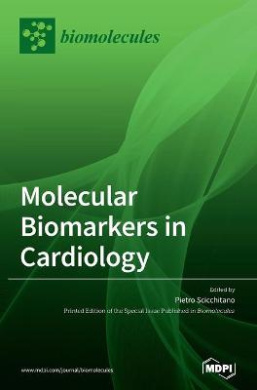 biomolecules
Molecular
Biomarkers in
Cardiology
Edited by
Pietro Scicchitano
Printed Edition of the Special Issue Published in Biomolecules
www.mdpi.com/journal/biomolecules
MDPI